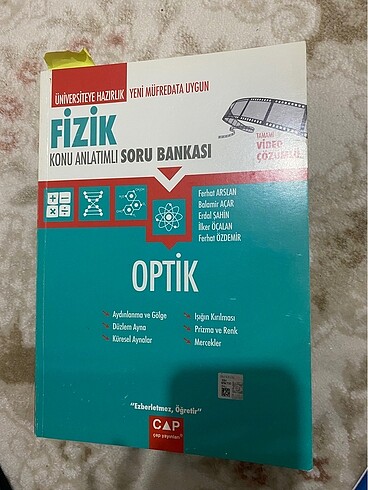 ÜNİVERSİTEYE HAZIRLIK YENİ MÜFREDATA UYGUN
FİZİK
KONU ANLATIMLI SORU BANKASI
TAMAMI
VİDEO
ÇÖZÜMLÜ
Ferhat ARSLAN
Balamir AÇAR
Erdal ŞAHİN
İlker ÖÇALAN
Ferhat ÖZDEMİR
OPTİK
Aydınlanma ve Gölge
Düzlem Ayna
Küresel Aynalar
Işığın Kırılması
Prizma ve Renk
Mercekler
"Ezberletmez, Öğretir"
ÇAP
çap yayınları